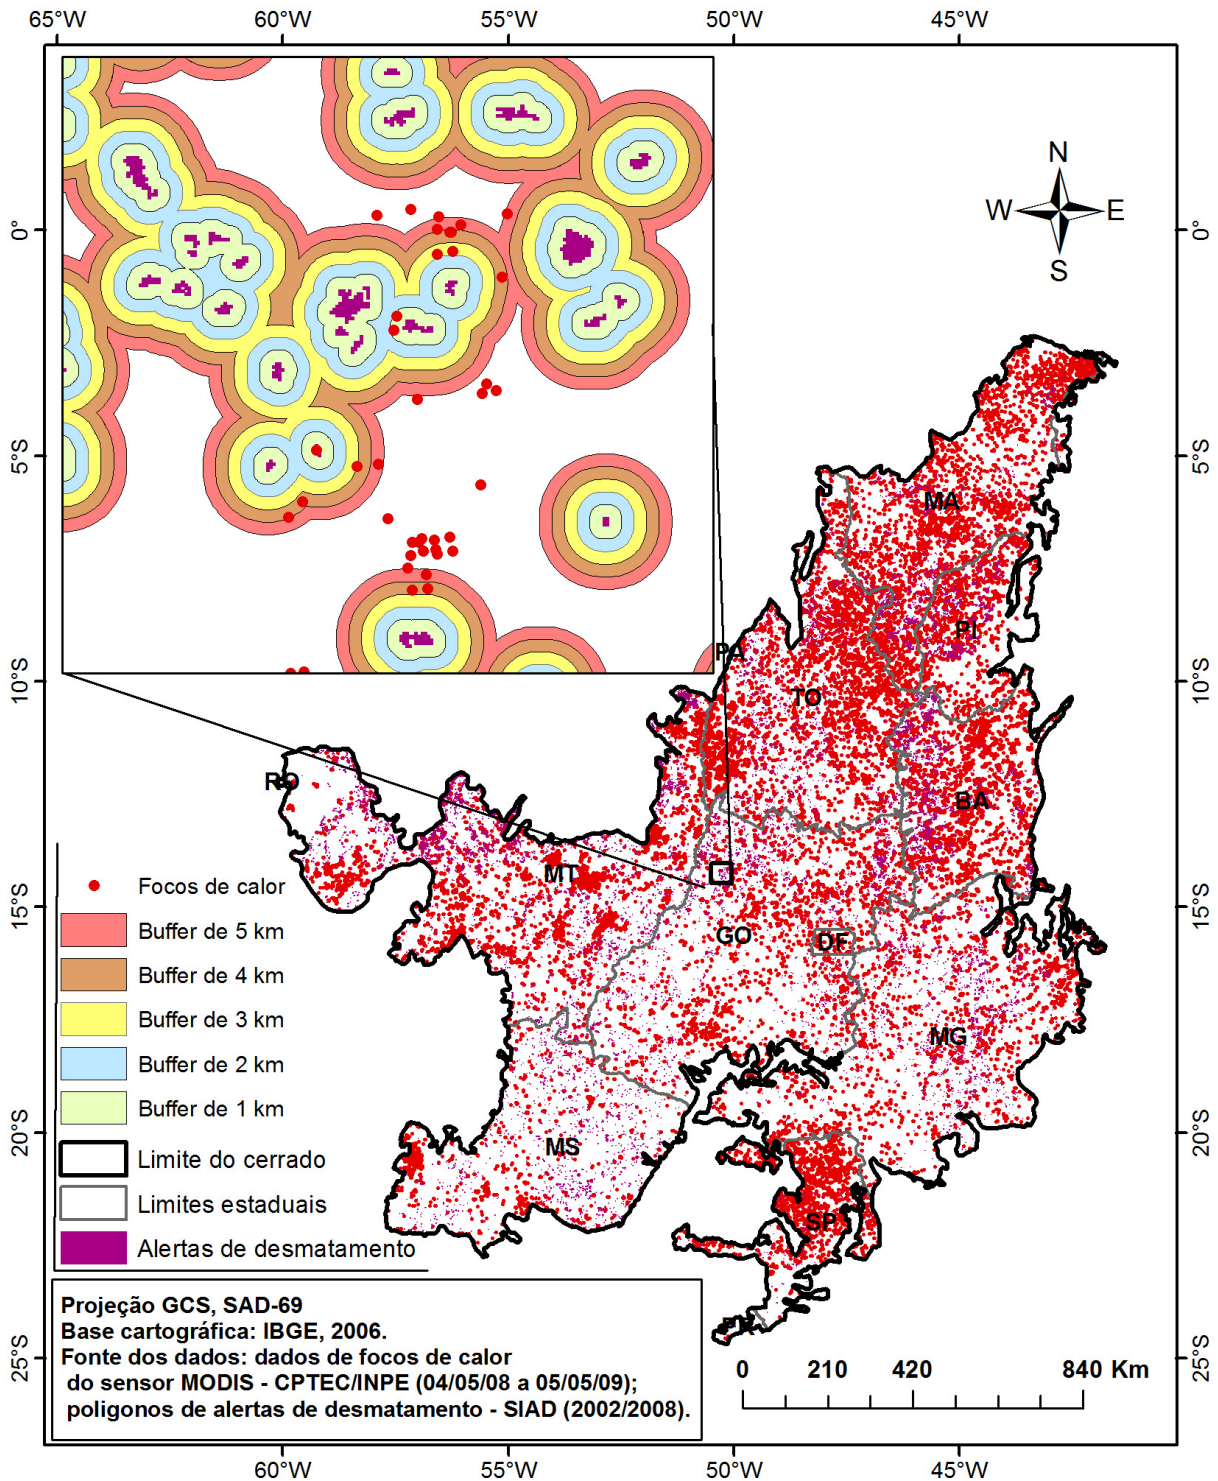 65°W 60°W 55°W 50°W 45°W
N
W E
S
0° 0°
5°S 5°S
10°S 10°S
15°S 15°S
20°S 20°S
25°S 25°S
MA
PI
PA
TO
RO
BA
MT
GO
DF
MG
MS
SP
PR
Focos de calor
Buffer de 5 km
Buffer de 4 km
Buffer de 3 km
Buffer de 2 km
Buffer de 1 km
Limite do cerrado
Limites estaduais
Alertas de desmatamento
Projeção GCS, SAD-69
Base cartográfica: IBGE, 2006.
Fonte dos dados: dados de focos de calor
do sensor MODIS - CPTEC/INPE (04/05/08 a 05/05/09);
poligonos de alertas de desmatamento - SIAD (2002/2008).
0 210 420 840 Km
60°W 55°W 50°W 45°W